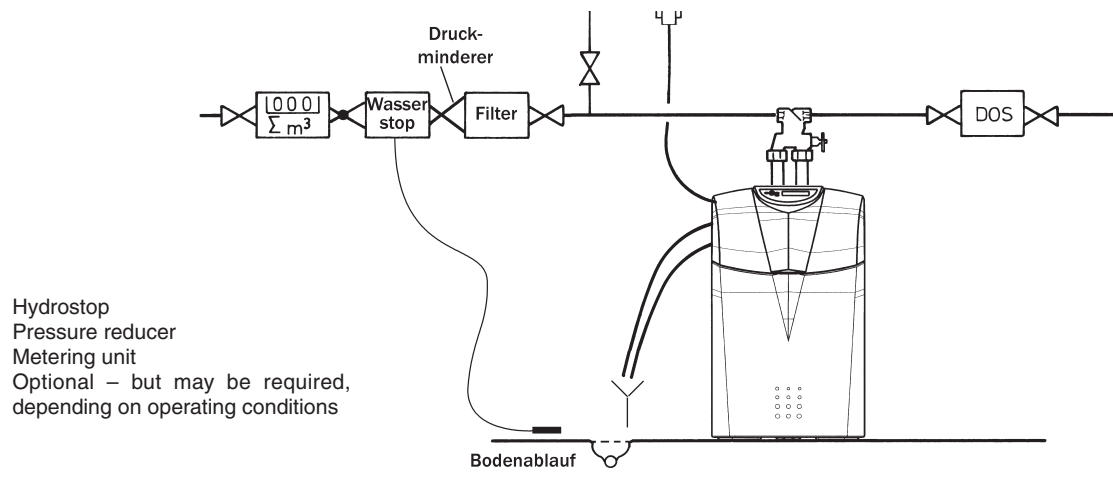 Druck-
minderer
000
Σ m³
Wasser
stop
Filter
DOS
Hydrostop
Pressure reducer
Metering unit
Optional – but may be required,
depending on operating conditions
Bodenablauf